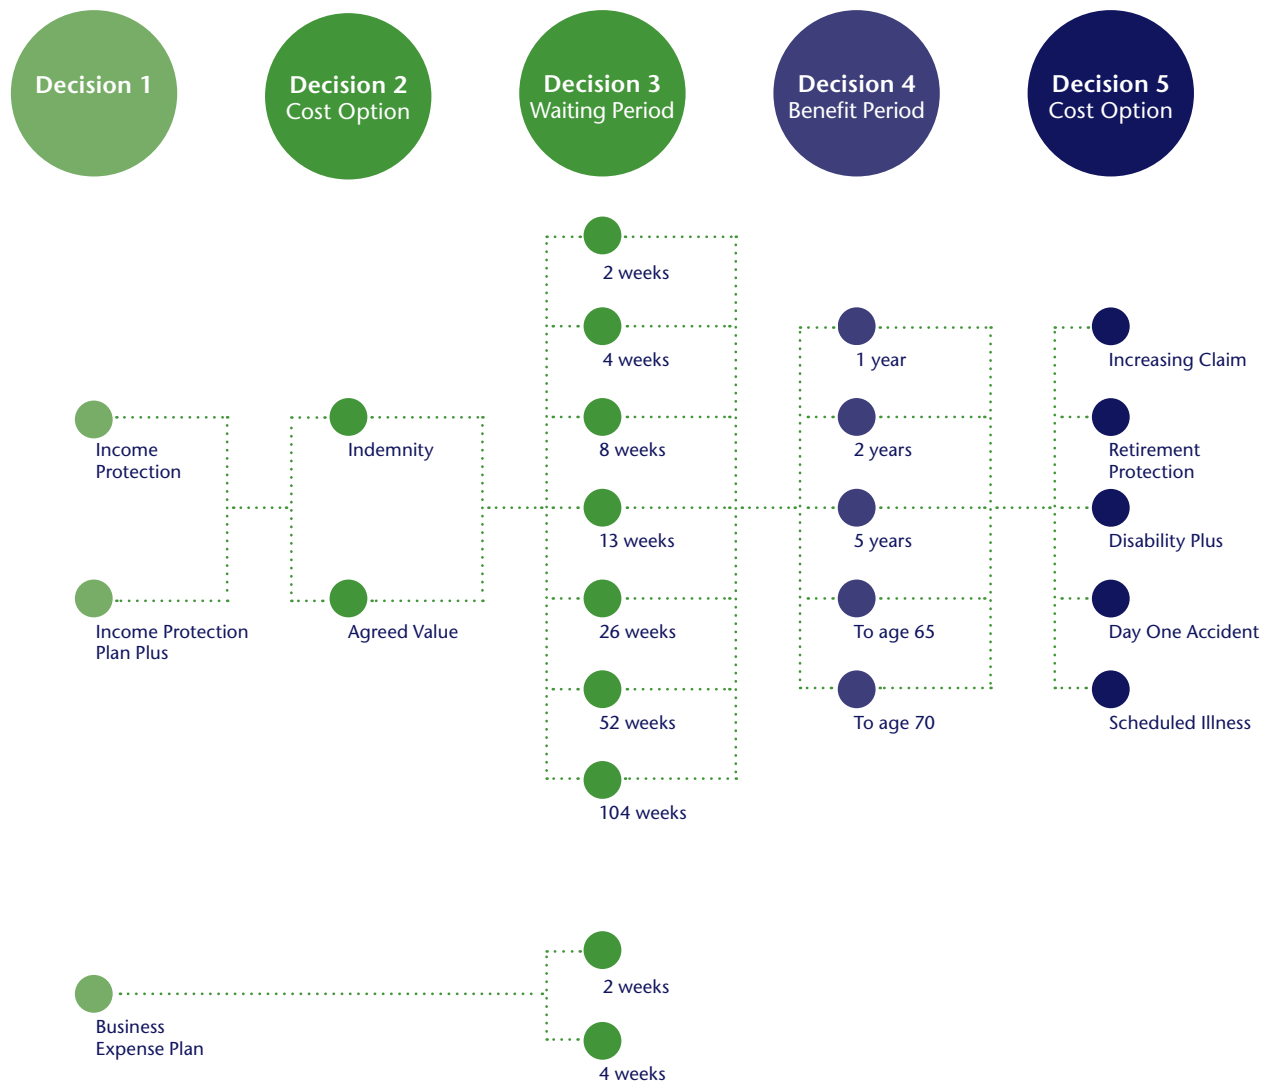 Decision 1
Decision 2
Cost Option
Decision 3
Waiting Period
Decision 4
Benefit Period
Decision 5
Cost Option
Income
Protection
Income Protection
Plan Plus
Indemnity
Agreed Value
2 weeks
4 weeks
8 weeks
13 weeks
26 weeks
52 weeks
104 weeks
1 year
2 years
5 years
To age 65
To age 70
Increasing Claim
Retirement
Protection
Disability Plus
Day One Accident
Scheduled Illness
Business
Expense Plan
2 weeks
4 weeks